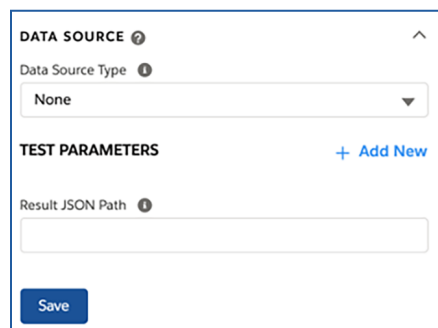 DATA SOURCE
Data Source Type
None
TEST PARAMETERS + Add New
Result JSON Path
Save